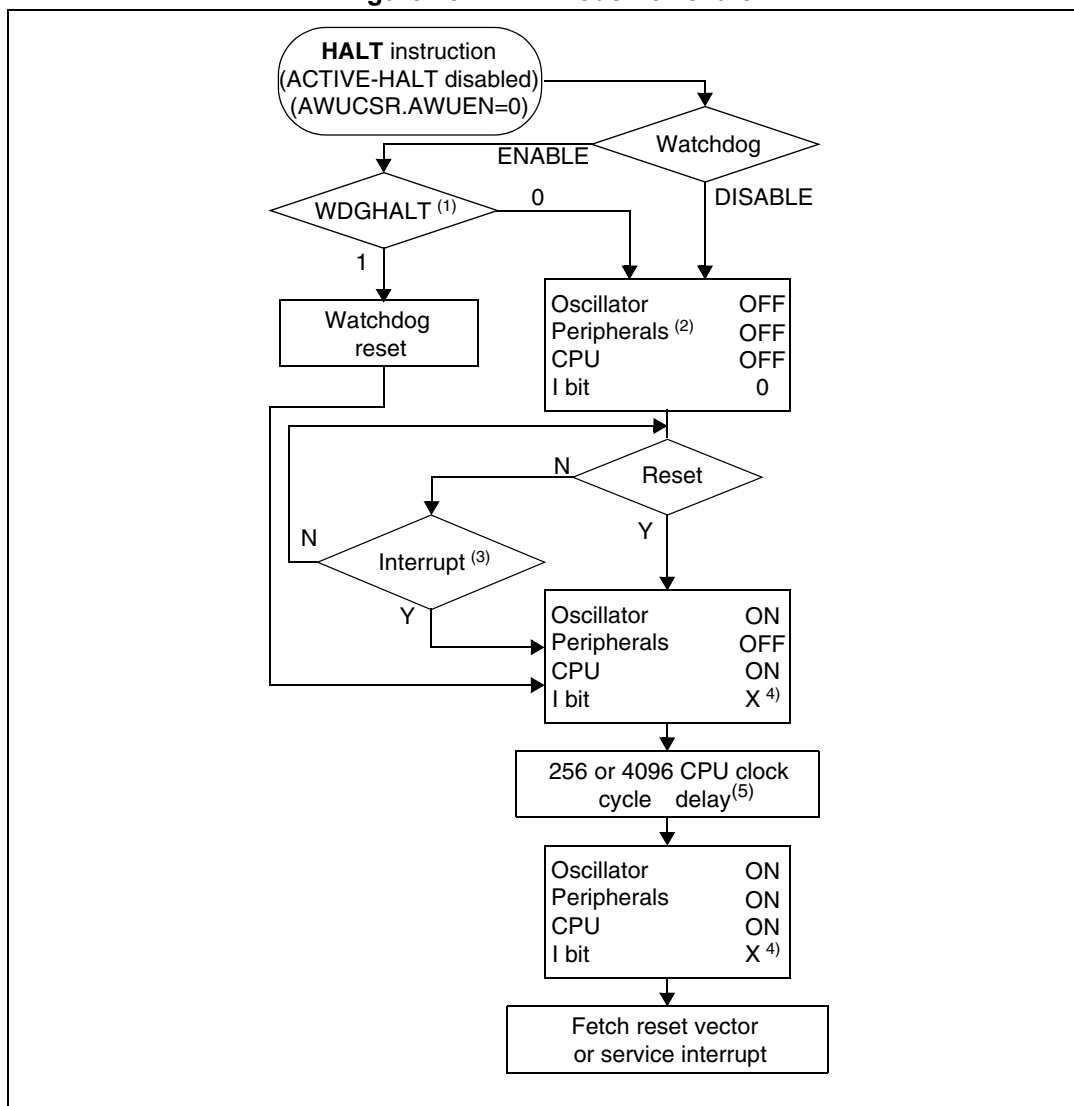 HALT instruction
(ACTIVE-HALT disabled)
(AWUCSR.AWUEN=0)
Watchdog
ENABLE
DISABLE
WDGHALT (1)
0
1
Watchdog
reset
Oscillator OFF
Peripherals (2) OFF
CPU OFF
I bit 0
Reset
N
Y
Interrupt (3)
N
Y
Oscillator ON
Peripherals OFF
CPU ON
I bit X 4)
256 or 4096 CPU clock
cycle delay(5)
Oscillator ON
Peripherals ON
CPU ON
I bit X 4)
Fetch reset vector
or service interrupt